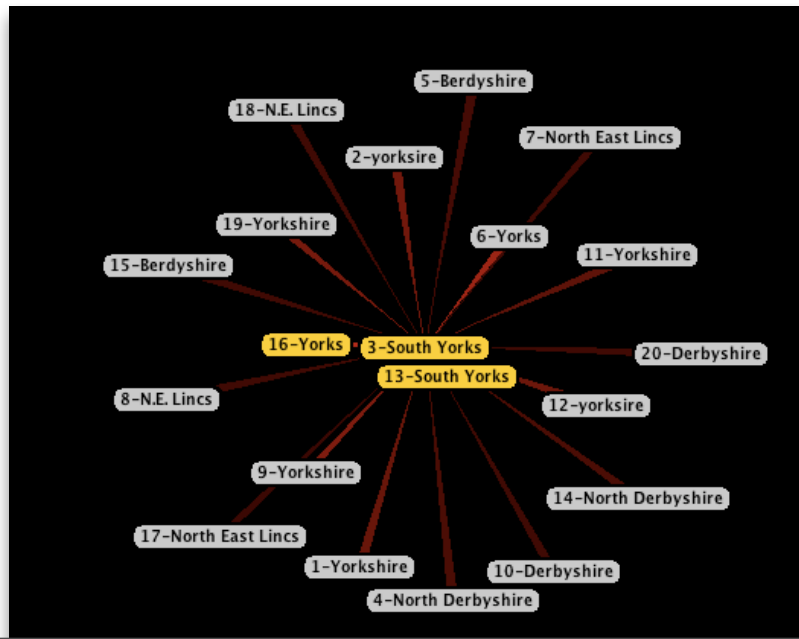 5-Berdyshire
18-N.E. Lincs
7-North East Lincs
2-yorksire
19-Yorkshire
6-Yorks
11-Yorkshire
15-Berdyshire
16-Yorks
3-South Yorks
20-Derbyshire
13-South Yorks
8-N.E. Lincs
12-yorksire
9-Yorkshire
14-North Derbyshire
17-North East Lincs
1-Yorkshire
10-Derbyshire
4-North Derbyshire